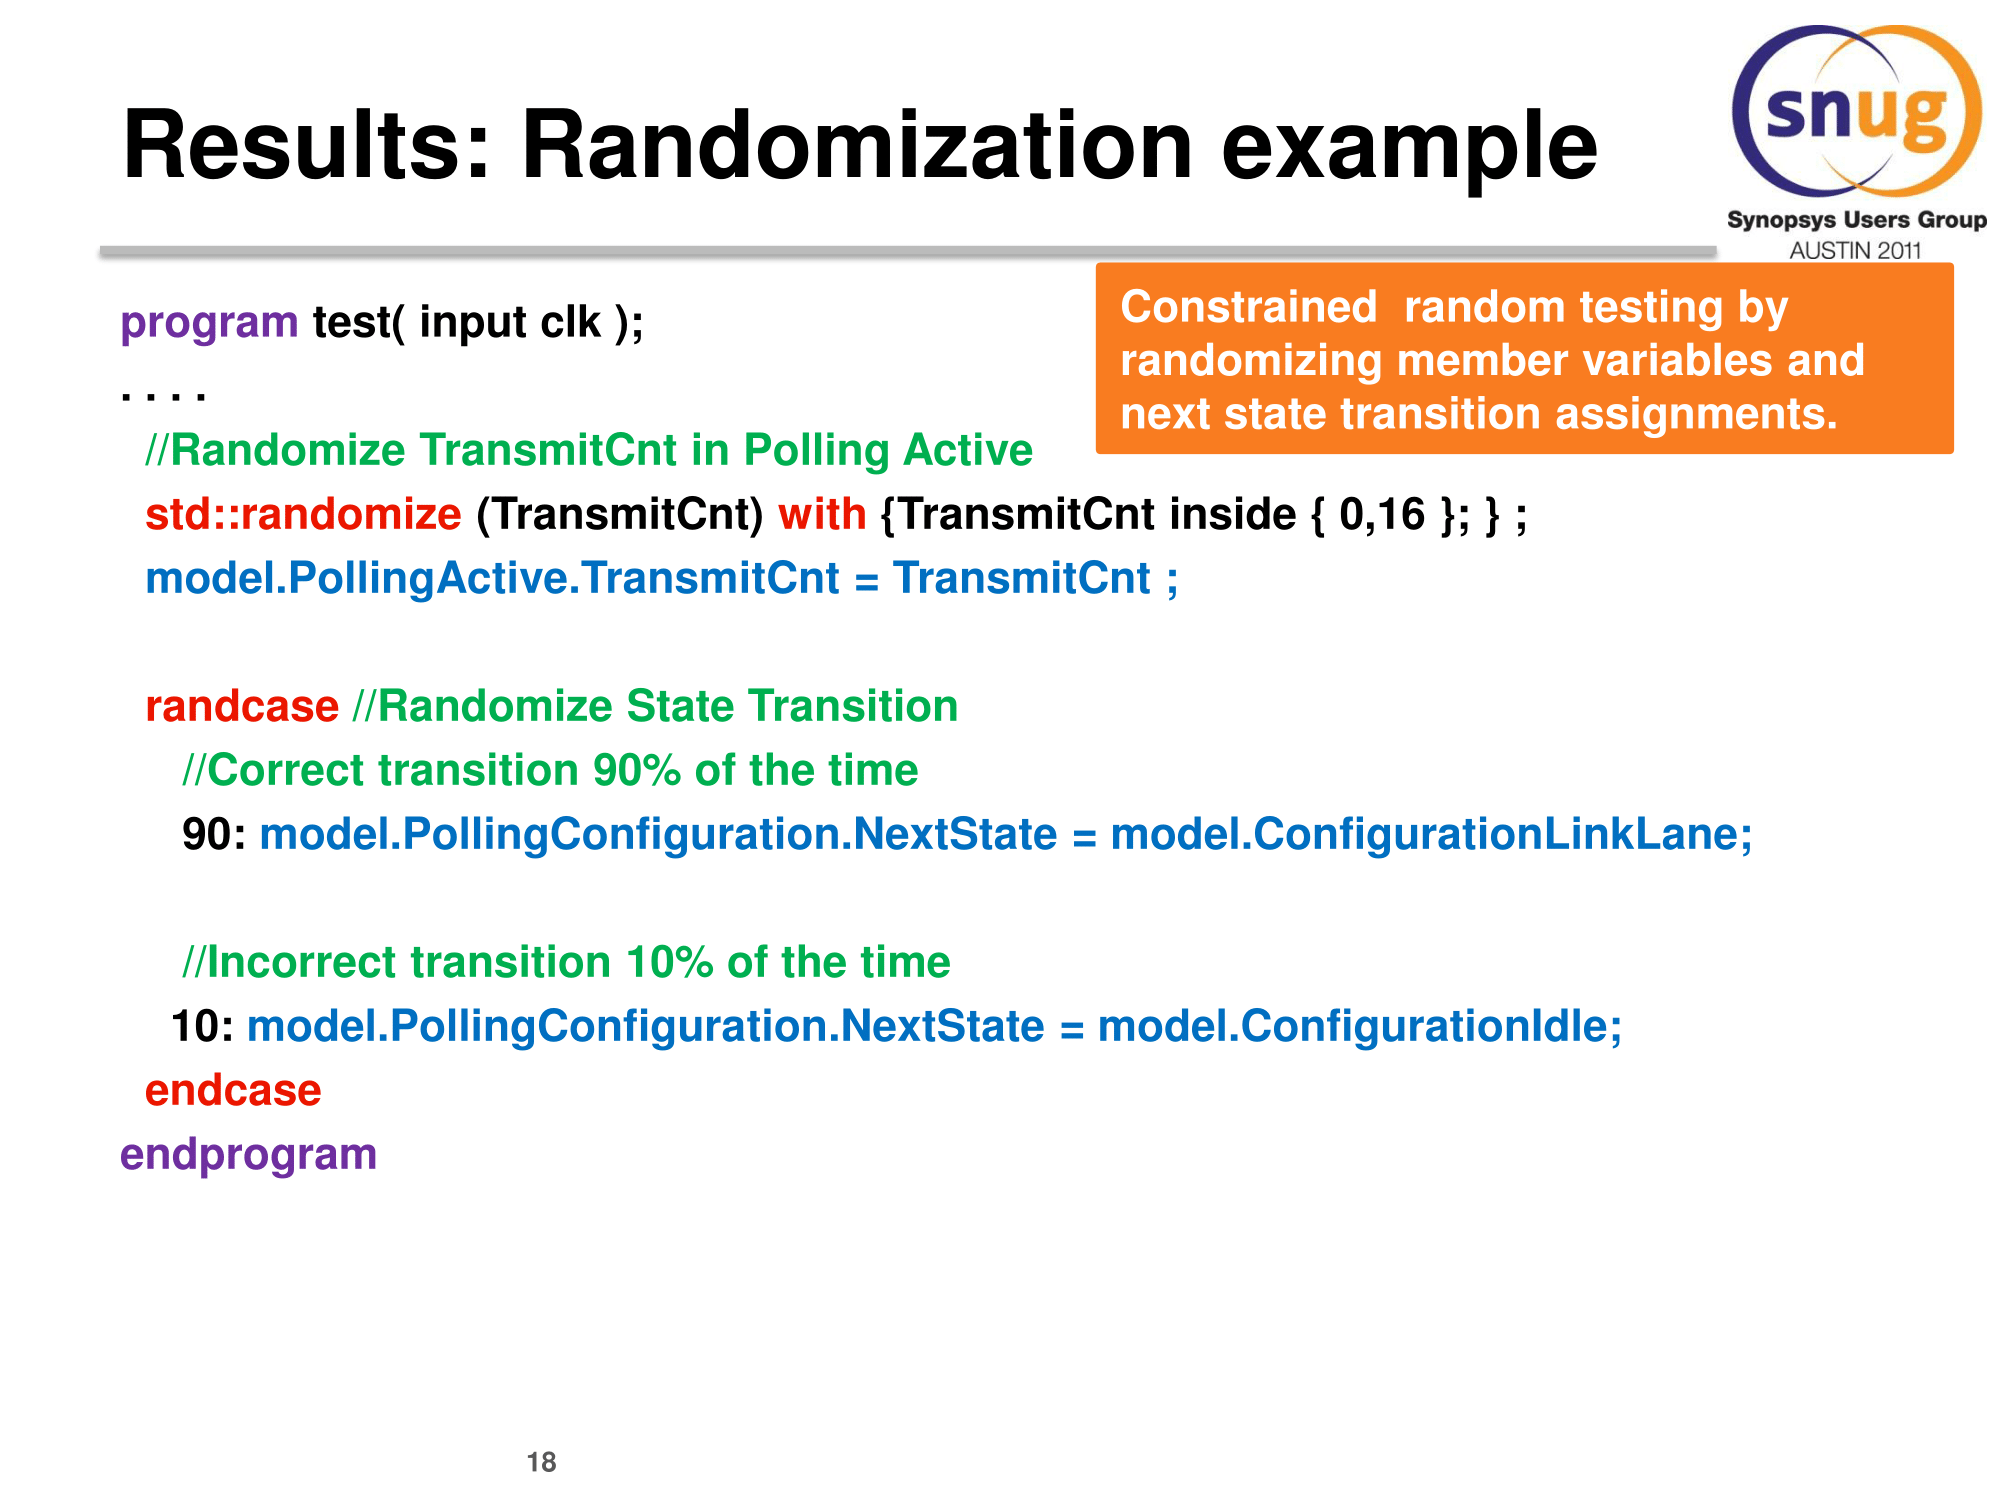 Results: Randomization example
snug
Synopsys Users Group
AUSTIN 2011
Constrained  random testing by
randomizing member variables and
next state transition assignments.
program test( input clk );
. . . .
//Randomize TransmitCnt in Polling Active
std::randomize (TransmitCnt) with {TransmitCnt inside { 0,16 }; } ;
model.PollingActive.TransmitCnt = TransmitCnt ;
randcase //Randomize State Transition
//Correct transition 90% of the time
90: model.PollingConfiguration.NextState = model.ConfigurationLinkLane;
//Incorrect transition 10% of the time
10: model.PollingConfiguration.NextState = model.ConfigurationIdle;
endcase
endprogram
18